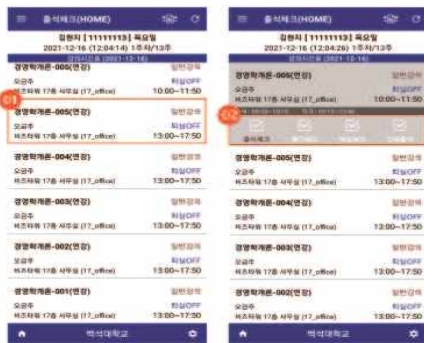 출석체크(HOME)
김현지 [11111113] 목요일
2021-12-16 (12:04:14) 1주차/13주
강의시간표 (2021-12-16)
경영학개론-006(연강)
일반강의
오금주
퇴실OFF
비즈타워 17층 사무실 (17_office)
10:00~11:50
01
경영학개론-005(연강)
일반강의
오금주
퇴실OFF
비즈타워 17층 사무실 (17_office)
13:00~17:50
경영학개론-004(연강)
일반강의
오금주
퇴실OFF
비즈타워 17층 사무실 (17_office)
13:00~17:50
경영학개론-003(연강)
일반강의
오금주
퇴실OFF
비즈타워 17층 사무실 (17_office)
13:00~17:50
경영학개론-002(연강)
일반강의
오금주
퇴실OFF
비즈타워 17층 사무실 (17_office)
13:00~17:50
경영학개론-001(연강)
일반강의
오금주
퇴실OFF
비즈타워 17층 사무실 (17_office)
13:00~17:50
백석대학교
출석체크(HOME)
김현지 [11111113] 목요일
2021-12-16 (12:04:26) 1주차/13주
강의시간표 (2021-12-16)
경영학개론-006(연강)
일반강의
오금주
퇴실OFF
비즈타워 17층 사무실 (17_office)
10:00~11:50
02
출석체크
경영학개론-005(연강)
일반강의
오금주
퇴실OFF
비즈타워 17층 사무실 (17_office)
13:00~17:50
경영학개론-004(연강)
일반강의
오금주
퇴실OFF
비즈타워 17층 사무실 (17_office)
13:00~17:50
경영학개론-003(연강)
일반강의
오금주
퇴실OFF
비즈타워 17층 사무실 (17_office)
13:00~17:50
경영학개론-002(연강)
일반강의
오금주
퇴실OFF
비즈타워 17층 사무실 (17_office)
13:00~17:50
백석대학교